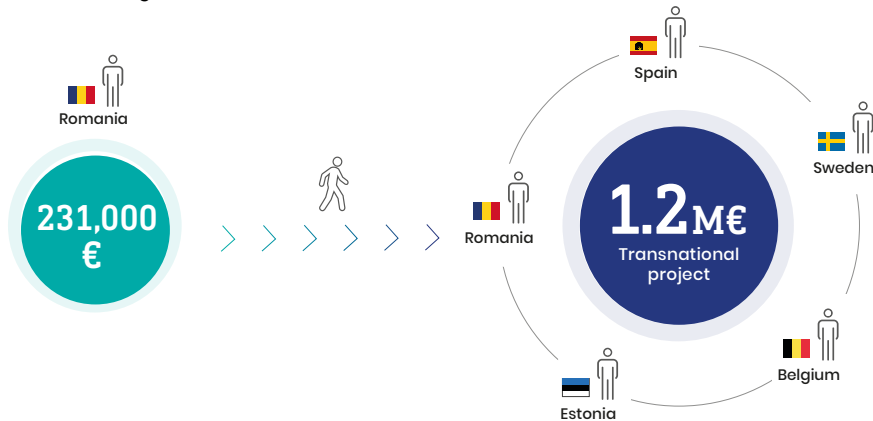 Romania
231,000
€
Spain
Sweden
Romania
1.2M€
Transnational
project
Belgium
Estonia